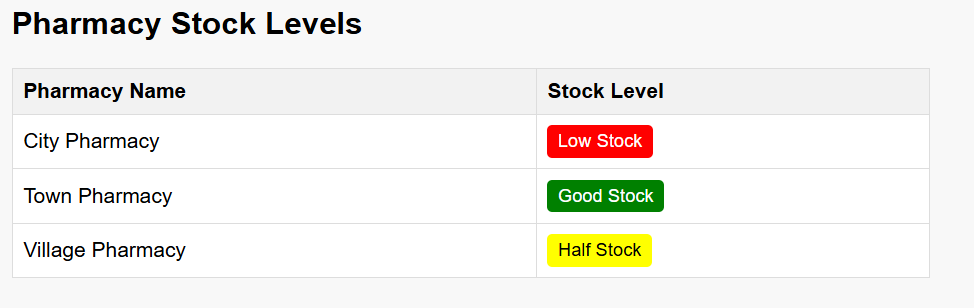 Pharmacy Stock Levels
Pharmacy Name Stock Level
City Pharmacy Low Stock
Town Pharmacy Good Stock
Village Pharmacy Half Stock